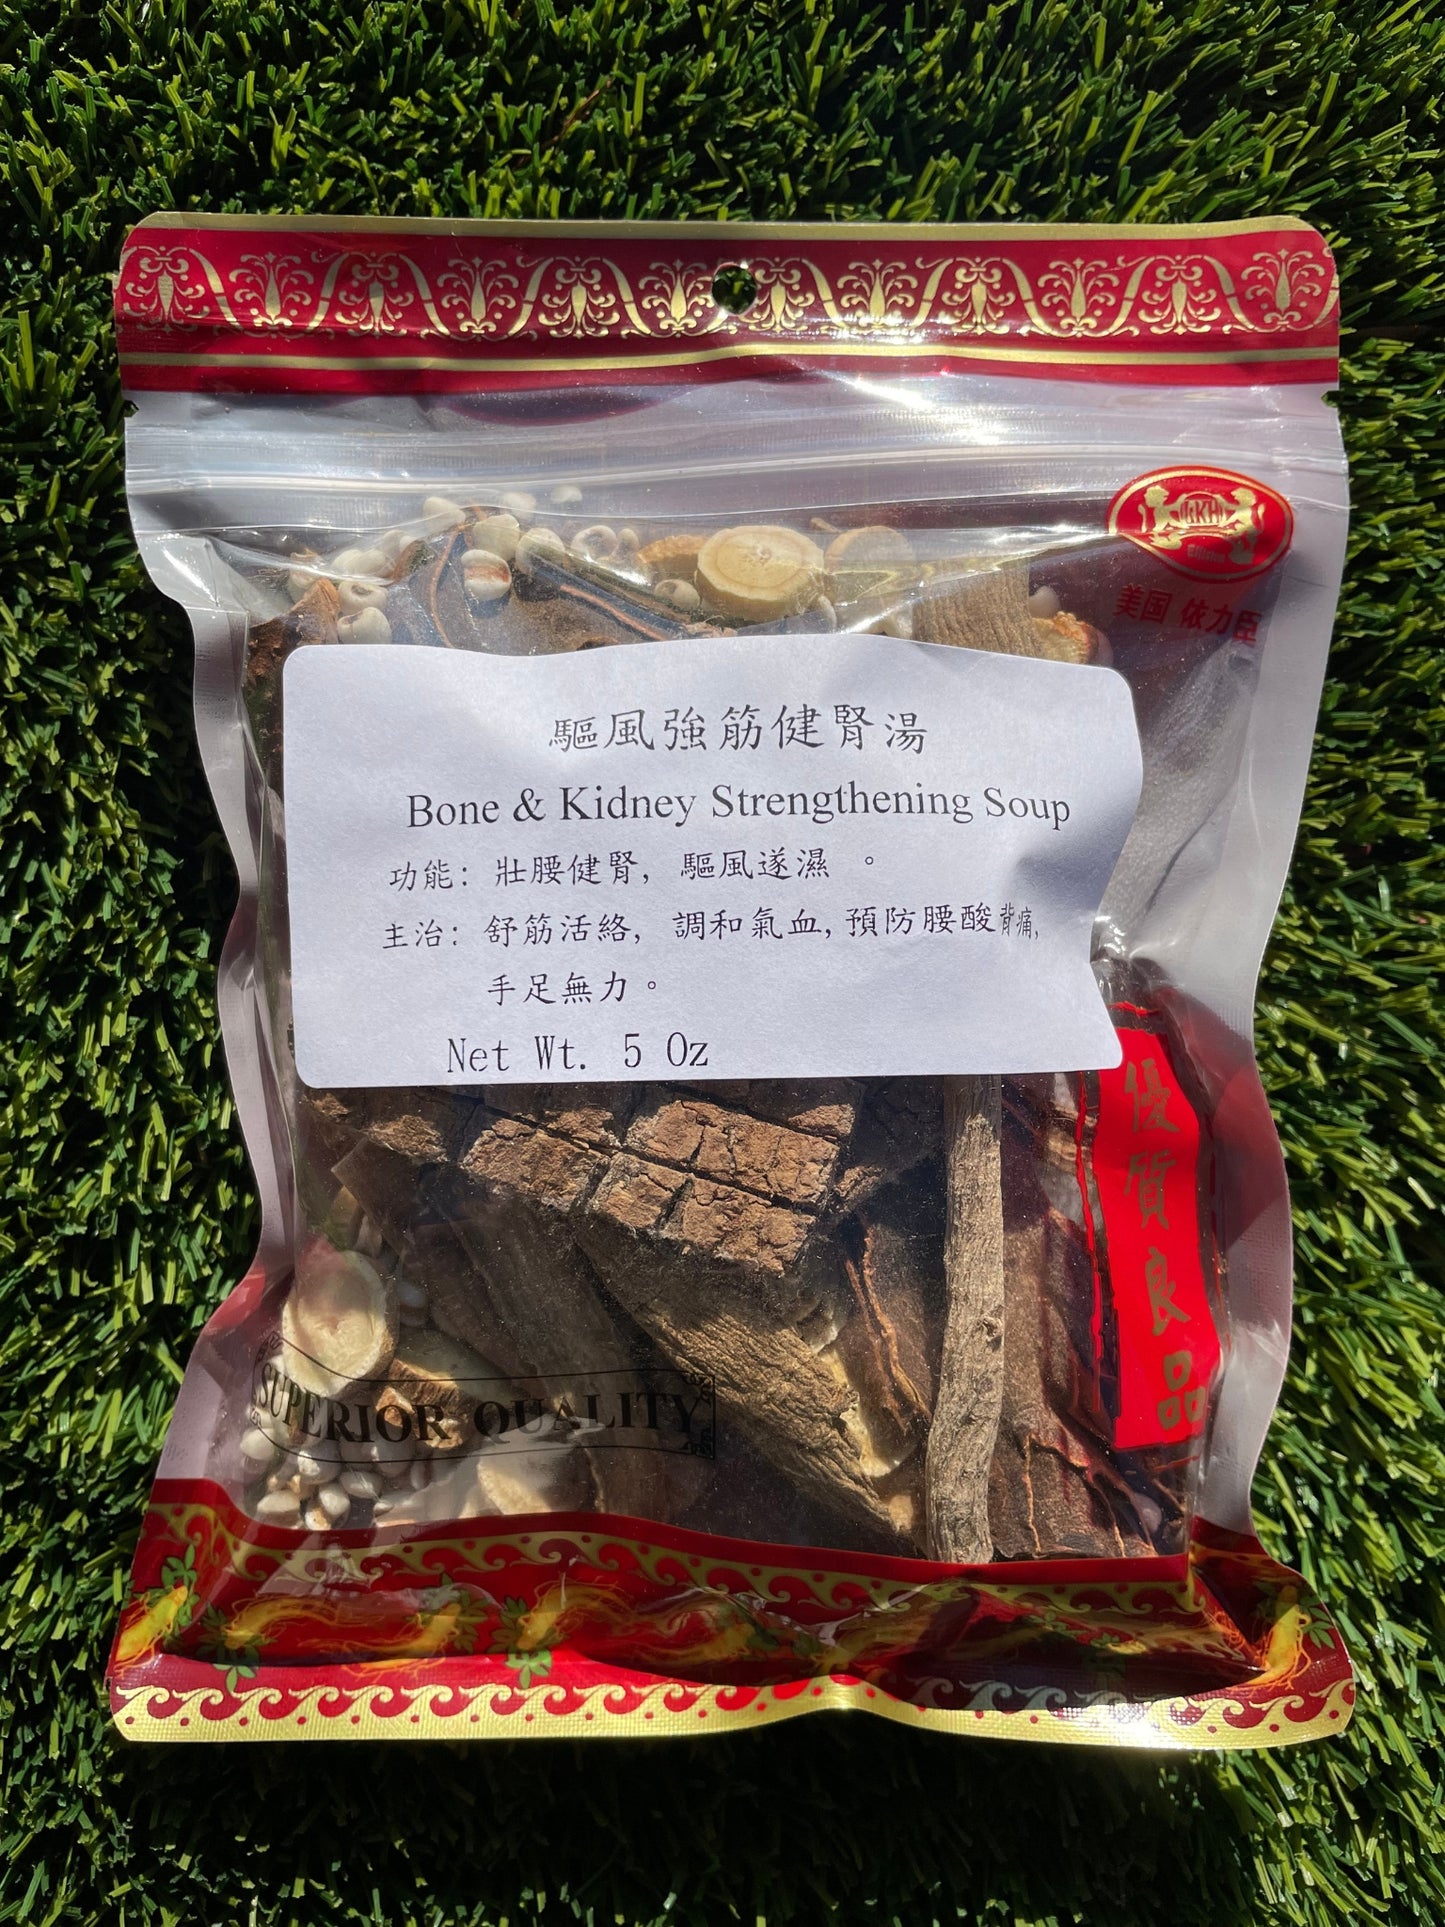 GKH
美国 依力臣
驅風強筋健腎湯
Bone & Kidney Strengthening Soup
功能：壯腰健腎，驅風遂濕 。
主治：舒筋活絡，調和氣血，預防腰酸背痛，
手足無力。
Net Wt. 5 Oz
優質良品
SUPERIOR QUALITY